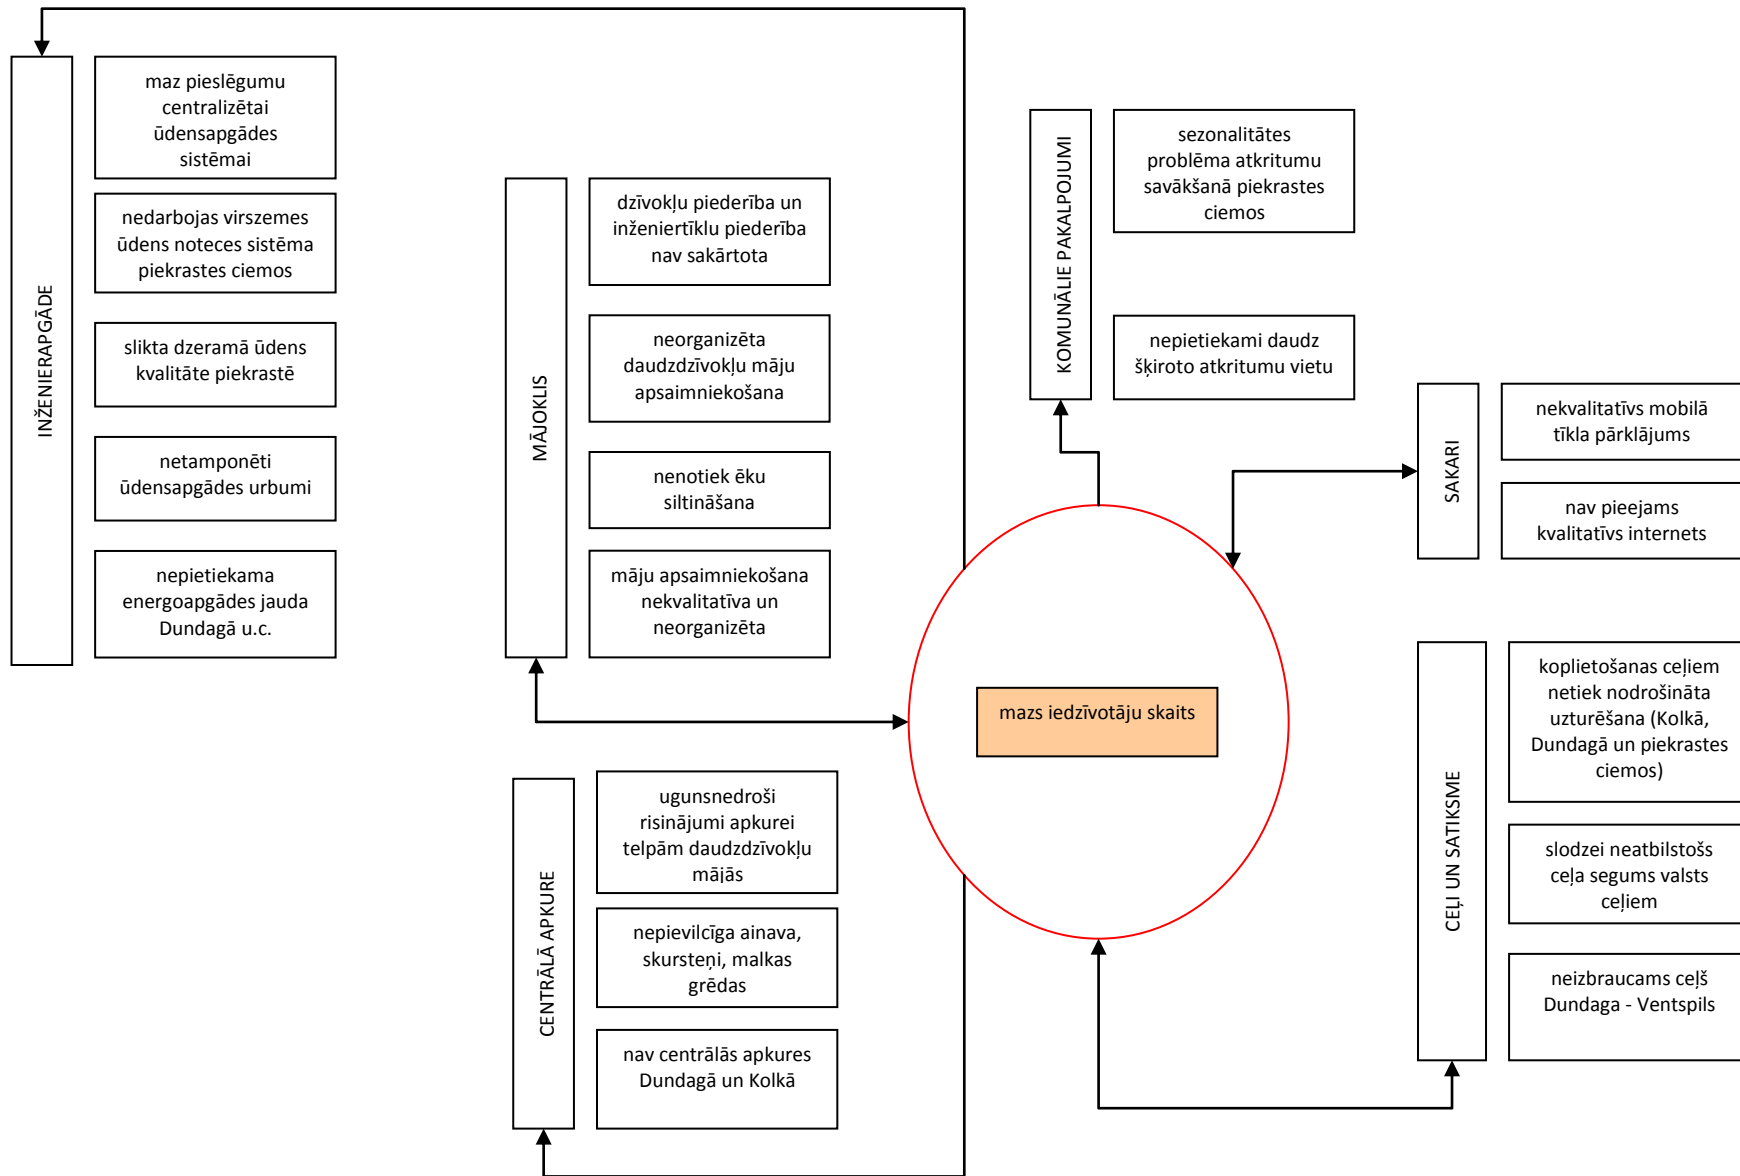 INŽENIERAPGĀDE
maz pieslēgumu
centralizētai
ūdensapgādes
sistēmai
nedarbojas virszemes
ūdens noteces sistēma
piekrastes ciemos
slikta dzeramā ūdens
kvalitāte piekrastē
netamponēti
ūdensapgādes urbumi
nepietiekama
energoapgādes jauda
Dundagā u.c.
MĀJOKLIS
dzīvokļu piederība un
inženiertīklu piederība
nav sakārtota
neorganizēta
daudzdzīvokļu māju
apsaimniekošana
nenotiek ēku
siltināšana
māju apsaimniekošana
nekvalitatīva un
neorganizēta
CENTRĀLĀ APKURE
ugunsnedroši
risinājumi apkurei
telpām daudzdzīvokļu
mājās
nepievilcīga ainava,
skursteņi, malkas
grēdas
nav centrālās apkures
Dundagā un Kolkā
mazs iedzīvotāju skaits
KOMUNĀLIE PAKALPOJUMI
sezonalitātes
problēma atkritumu
savākšanā piekrastes
ciemos
nepietiekami daudz
šķiroto atkritumu vietu
SAKARI
nekvalitatīvs mobilā
tīkla pārklājums
nav pieejams
kvalitatīvs internets
CEĻI UN SATIKSME
koplietošanas ceļiem
netiek nodrošināta
uzturēšana (Kolkā,
Dundagā un piekrastes
ciemos)
slodzei neatbilstošs
ceļa segums valsts
ceļiem
neizbraucams ceļš
Dundaga - Ventspils